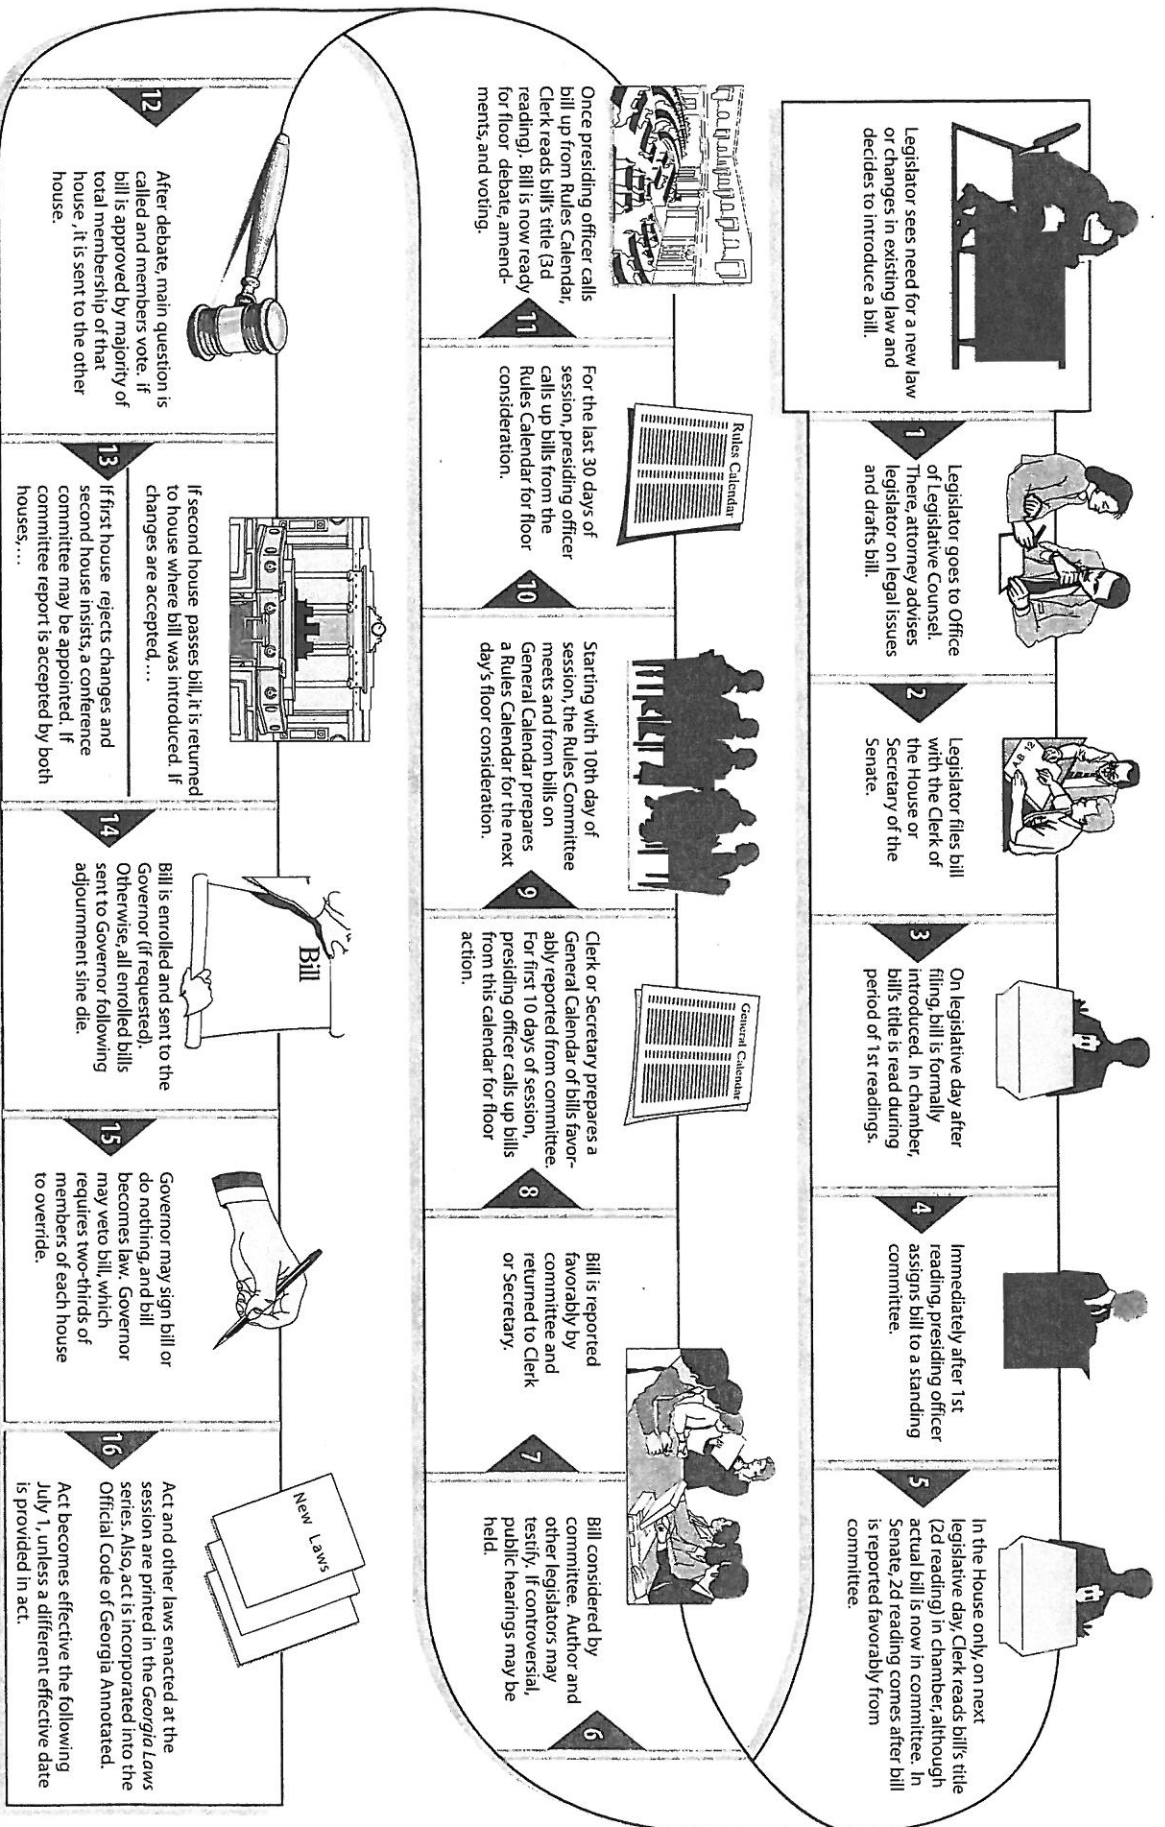 Legislator sees need for a new law
or changes in existing law and
decides to introduce a bill.
1
Legislator goes to Office
of Legislative Counsel.
There, attorney advises
legislator on legal issues
and drafts bill.
2
Legislator files bill
with the Clerk of
the House or
Secretary of the
Senate.
3
On legislative day after
filing, bill is formally
introduced. In chamber,
bill's title is read during
period of 1st readings.
4
Immediately after 1st
reading, presiding officer
assigns bill to a standing
committee.
5
In the House only, on next
legislative day, Clerk reads bill's title
(2d reading) in chamber, although
actual bill is now in committee. In
Senate, 2d reading comes after bill
is reported favorably from
committee.
6
Bill considered by
committee. Author and
other legislators may
testify. If controversial,
public hearings may be
held.
7
Bill is reported
favorably by
committee and
returned to Clerk
or Secretary.
8
General Calendar
Clerk or Secretary prepares a
General Calendar of bills favor-
ably reported from committee.
For first 10 days of session,
presiding officer calls up bills
from this calendar for floor
action.
9
Starting with 10th day of
session, the Rules Committee
meets and from bills on
General Calendar prepares
a Rules Calendar for the next
day's floor consideration.
10
Rules Calendar
For the last 30 days of
session, presiding officer
calls up bills from the
Rules Calendar for floor
consideration.
11
Once presiding officer calls
bill up from Rules Calendar,
Clerk reads bill's title (3d
reading). Bill is now ready
for floor debate, amend-
ments, and voting.
12
After debate, main question is
called and members vote. if
bill is approved by majority of
total membership of that
house , it is sent to the other
house.
13
If second house passes bill, it is returned
to house where bill was introduced. If
changes are accepted,…
If first house rejects changes and
second house insists, a conference
committee may be appointed. If
committee report is accepted by both
houses,…
14
Bill
Bill is enrolled and sent to the
Governor (if requested).
Otherwise, all enrolled bills
sent to Governor following
adjournment sine die.
15
Governor may sign bill or
do nothing, and bill
becomes law. Governor
may veto bill, which
requires two-thirds of
members of each house
to override.
16
New Laws
Act and other laws enacted at the
session are printed in the Georgia Laws
series. Also, act is incorporated into the
Official Code of Georgia Annotated.
Act becomes effective the following
July 1, unless a different effective date
is provided in act.